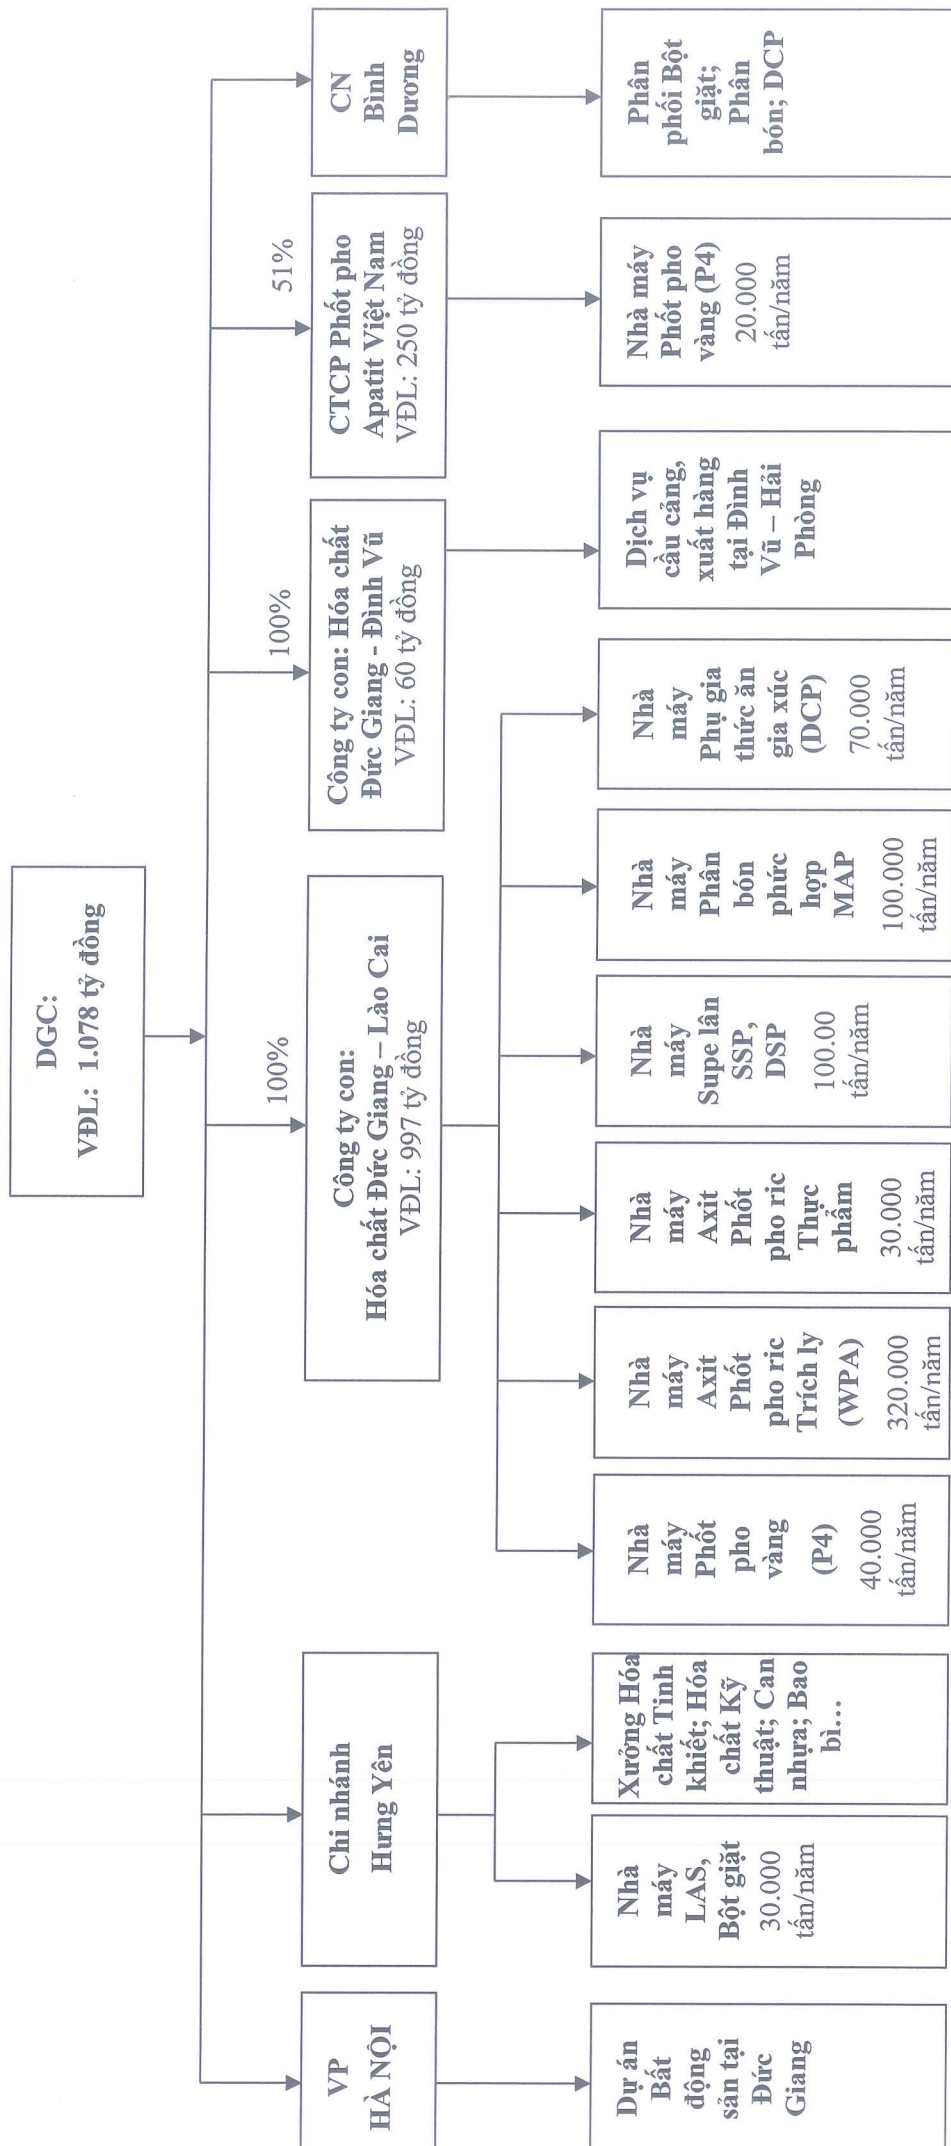 DGC:
VĐL: 1.078 tỷ đồng
100%
100%
51%
VP
HÀ NỘI
Chi nhánh
Hưng Yên
Công ty con:
Hóa chất Đức Giang – Lào Cai
VĐL: 997 tỷ đồng
Công ty con: Hóa chất
Đức Giang - Đình Vũ
VĐL: 60 tỷ đồng
CTCP Phốt pho
Apatit Việt Nam
VĐL: 250 tỷ đồng
CN
Bình
Dương
Dự án
Bất
động
sản tại
Đức
Giang
Nhà
máy
LAS,
Bột giặt
30.000
tấn/năm
Xưởng Hóa
chất Tinh
khiết; Hóa
chất Kỹ
thuật; Can
nhựa; Bao
bì...
Nhà
máy
Phốt
pho
vàng
(P4)
40.000
tấn/năm
Nhà
máy
Axit
Phốt
pho ric
Trích ly
(WPA)
320.000
tấn/năm
Nhà
máy
Axit
Phốt
pho ric
Thực
phẩm
30.000
tấn/năm
Nhà
máy
Supe lân
SSP,
DSP
100.00
tấn/năm
Nhà
máy
Phân
bón
phức
hợp
MAP
100.000
tấn/năm
Nhà
máy
Phụ gia
thức ăn
gia xúc
(DCP)
70.000
tấn/năm
Dịch vụ
cầu cảng,
xuất hàng
tại Đình
Vũ – Hải
Phòng
Nhà máy
Phốt pho
vàng (P4)
20.000
tấn/năm
Phân
phối Bột
giặt;
Phân
bón; DCP